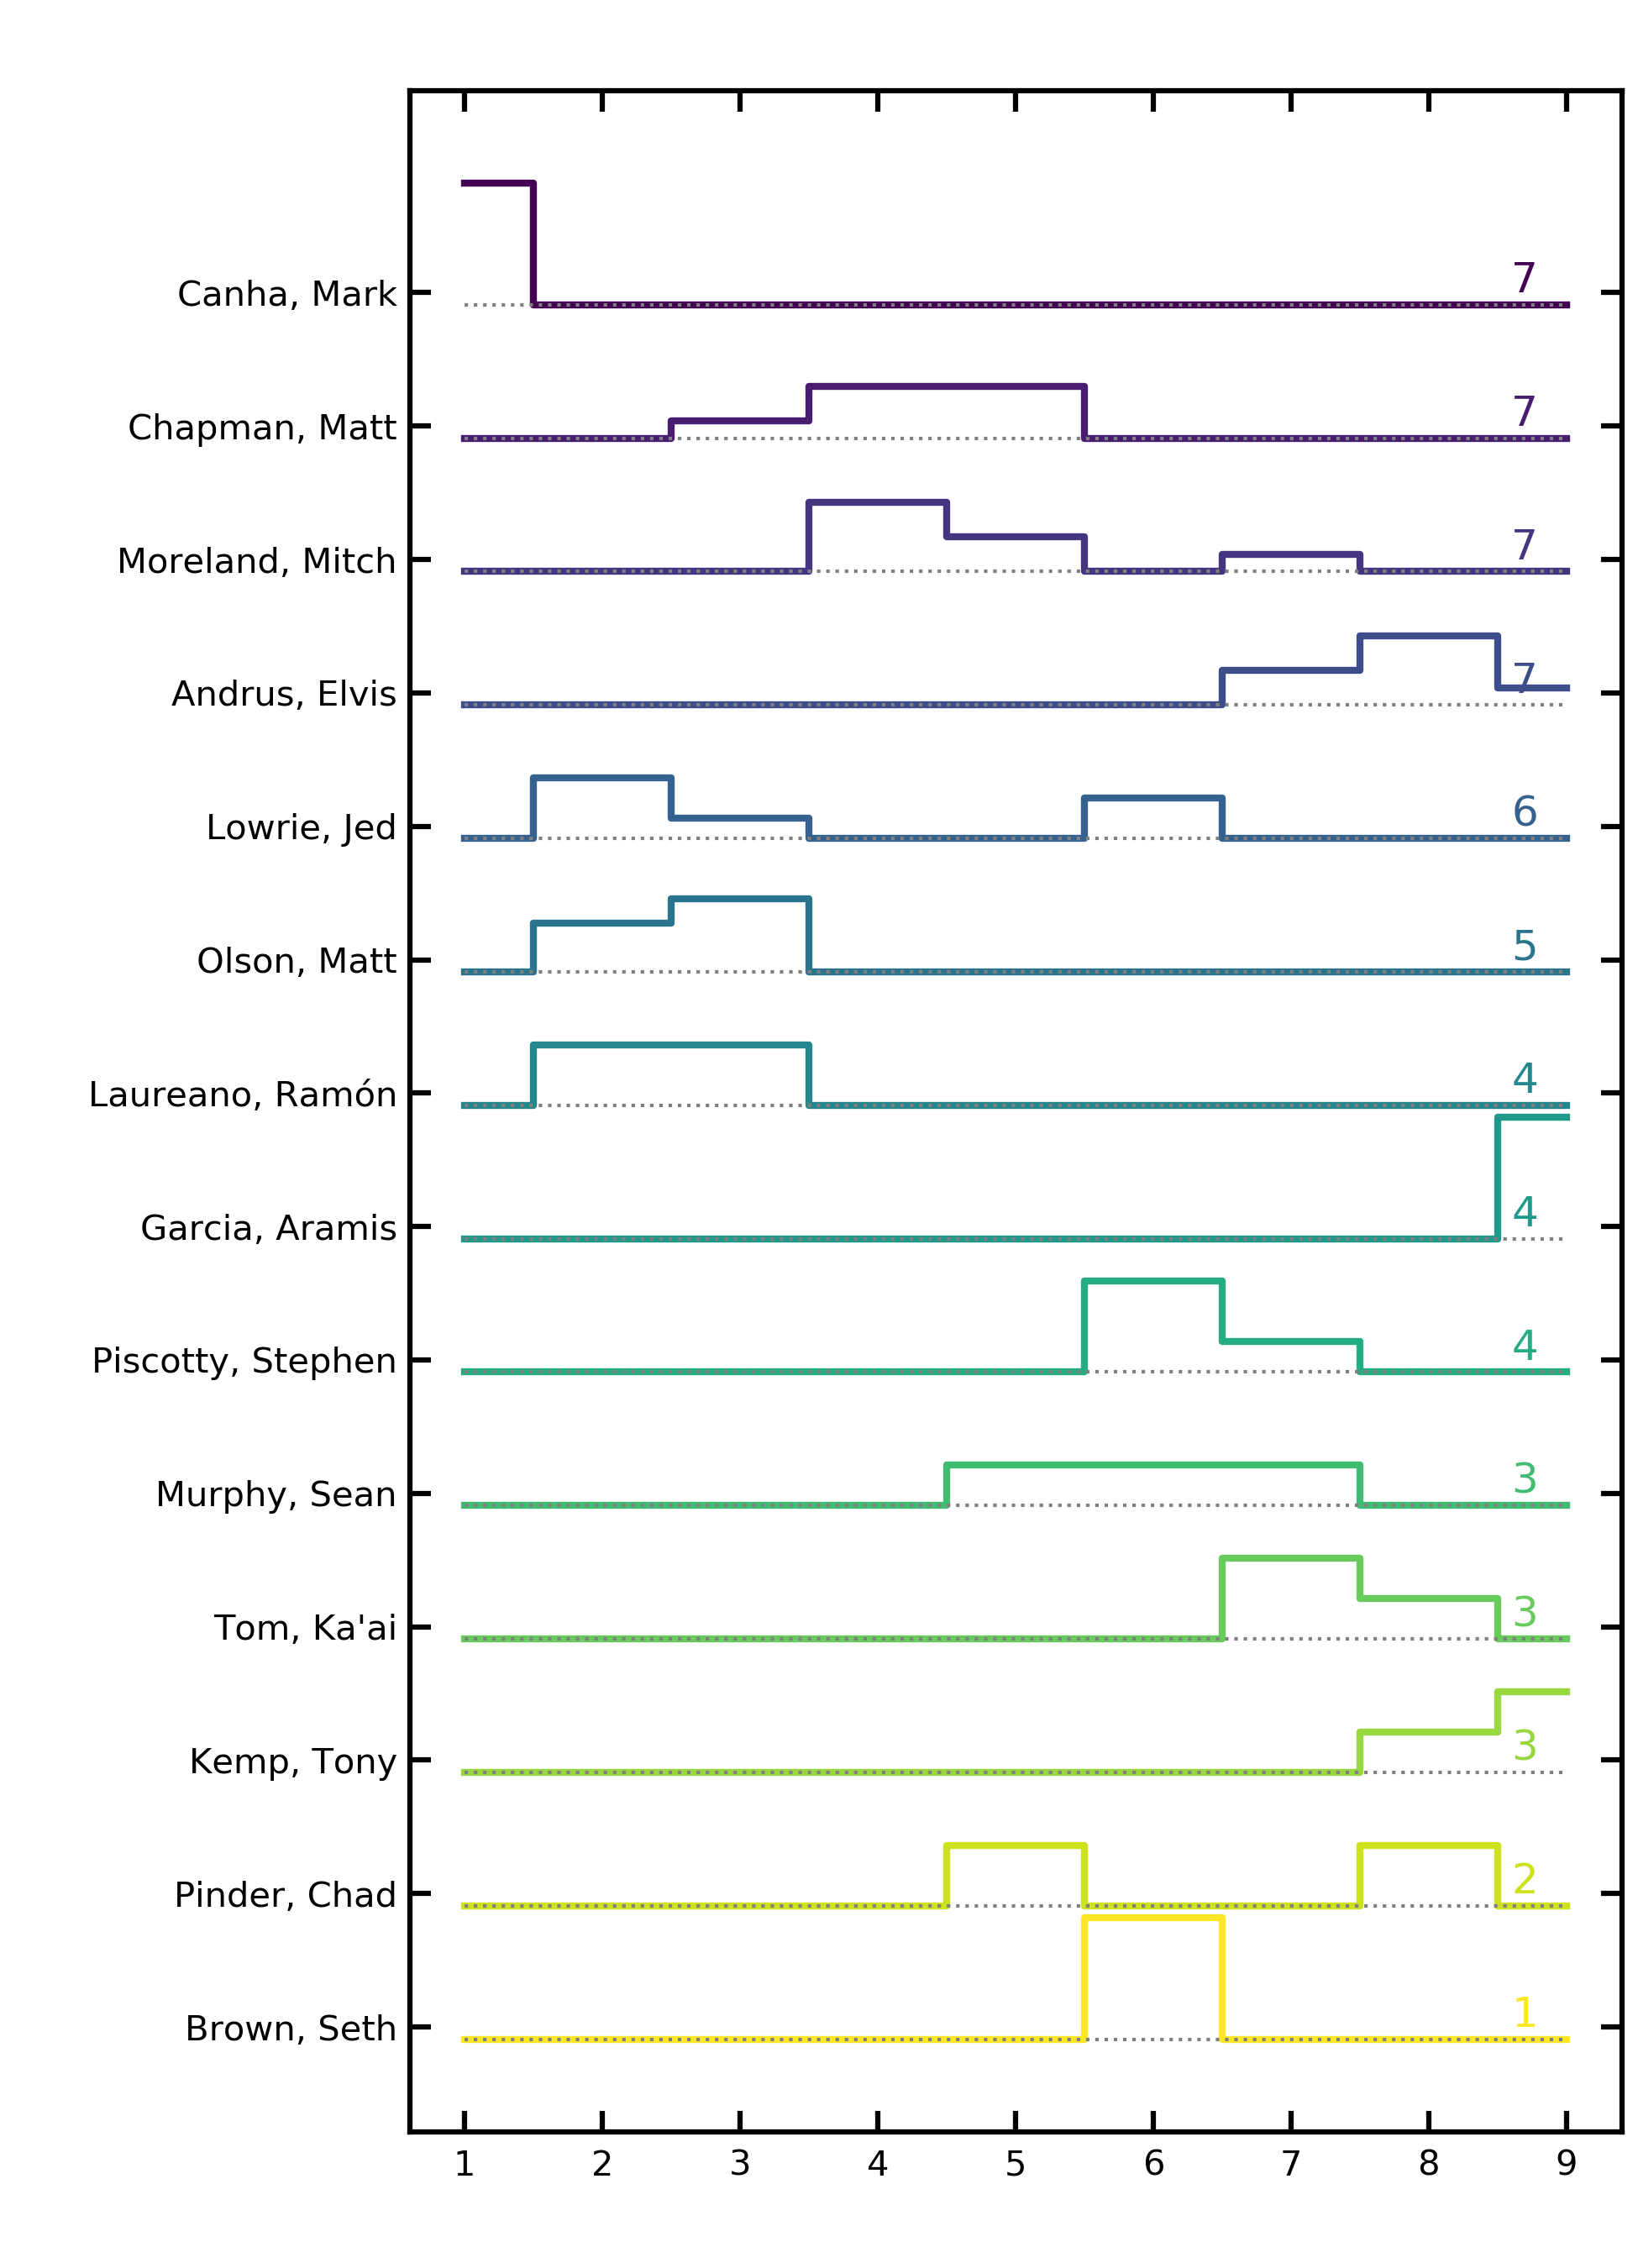 Canha, Mark 7
Chapman, Matt 7
Moreland, Mitch 7
Andrus, Elvis 7
Lowrie, Jed 6
Olson, Matt 5
Laureano, Ramón 4
Garcia, Aramis 4
Piscotty, Stephen 4
Murphy, Sean 3
Tom, Ka'ai 3
Kemp, Tony 3
Pinder, Chad 2
Brown, Seth 1
1 2 3 4 5 6 7 8 9